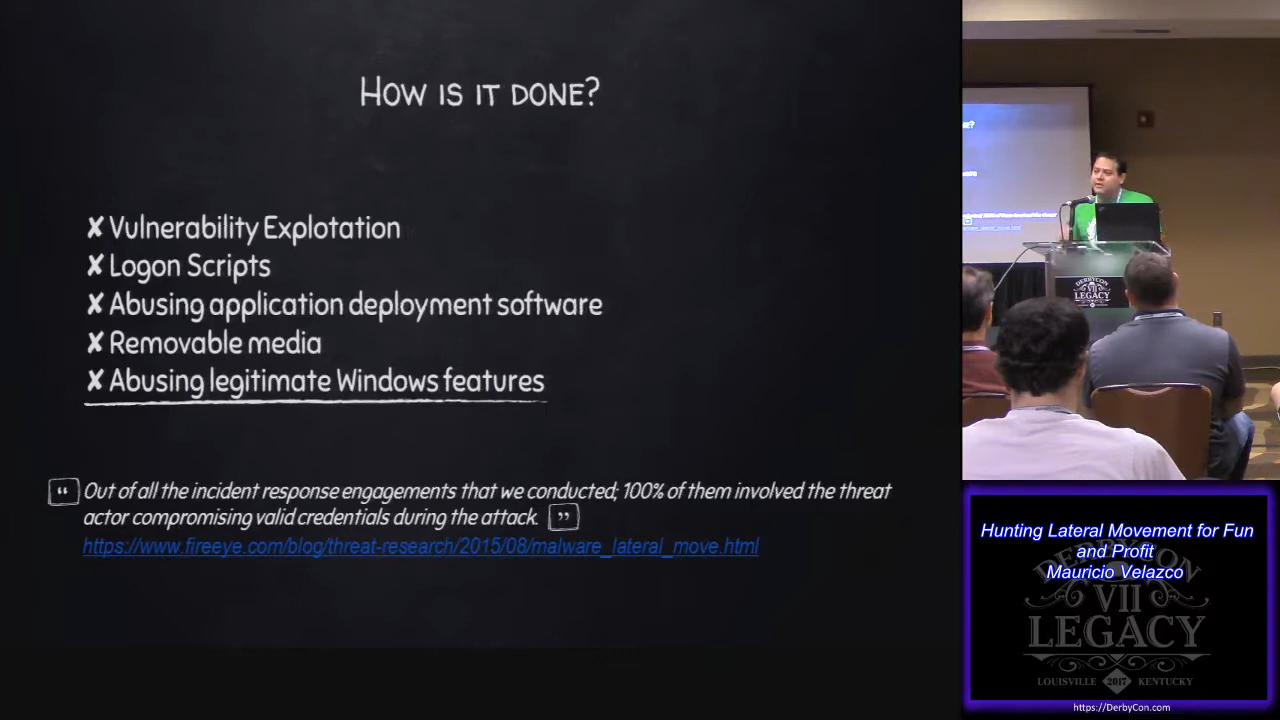 How is it done?
✘ Vulnerability Explotation
✘ Logon Scripts
✘ Abusing application deployment software
✘ Removable media
✘ Abusing legitimate Windows features
“ Out of all the incident response engagements that we conducted; 100% of them involved the threat
actor compromising valid credentials during the attack. ”
https://www.fireeye.com/blog/threat-research/2015/08/malware_lateral_move.html
DERBYCON
VII
LEGACY
Hunting Lateral Movement for Fun
and Profit
Mauricio Velazco
DERBYCON
VII
LEGACY
LOUISVILLE 2017 KENTUCKY
https://DerbyCon.com